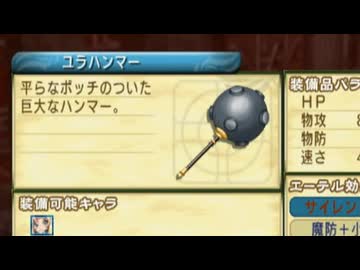 ユラハンマー
平らなポッチのついた
巨大なハンマー。
装備可能キャラ
装備品パラ
HP
物攻
物防
速さ
エーテル効
サイレン
魔防+小